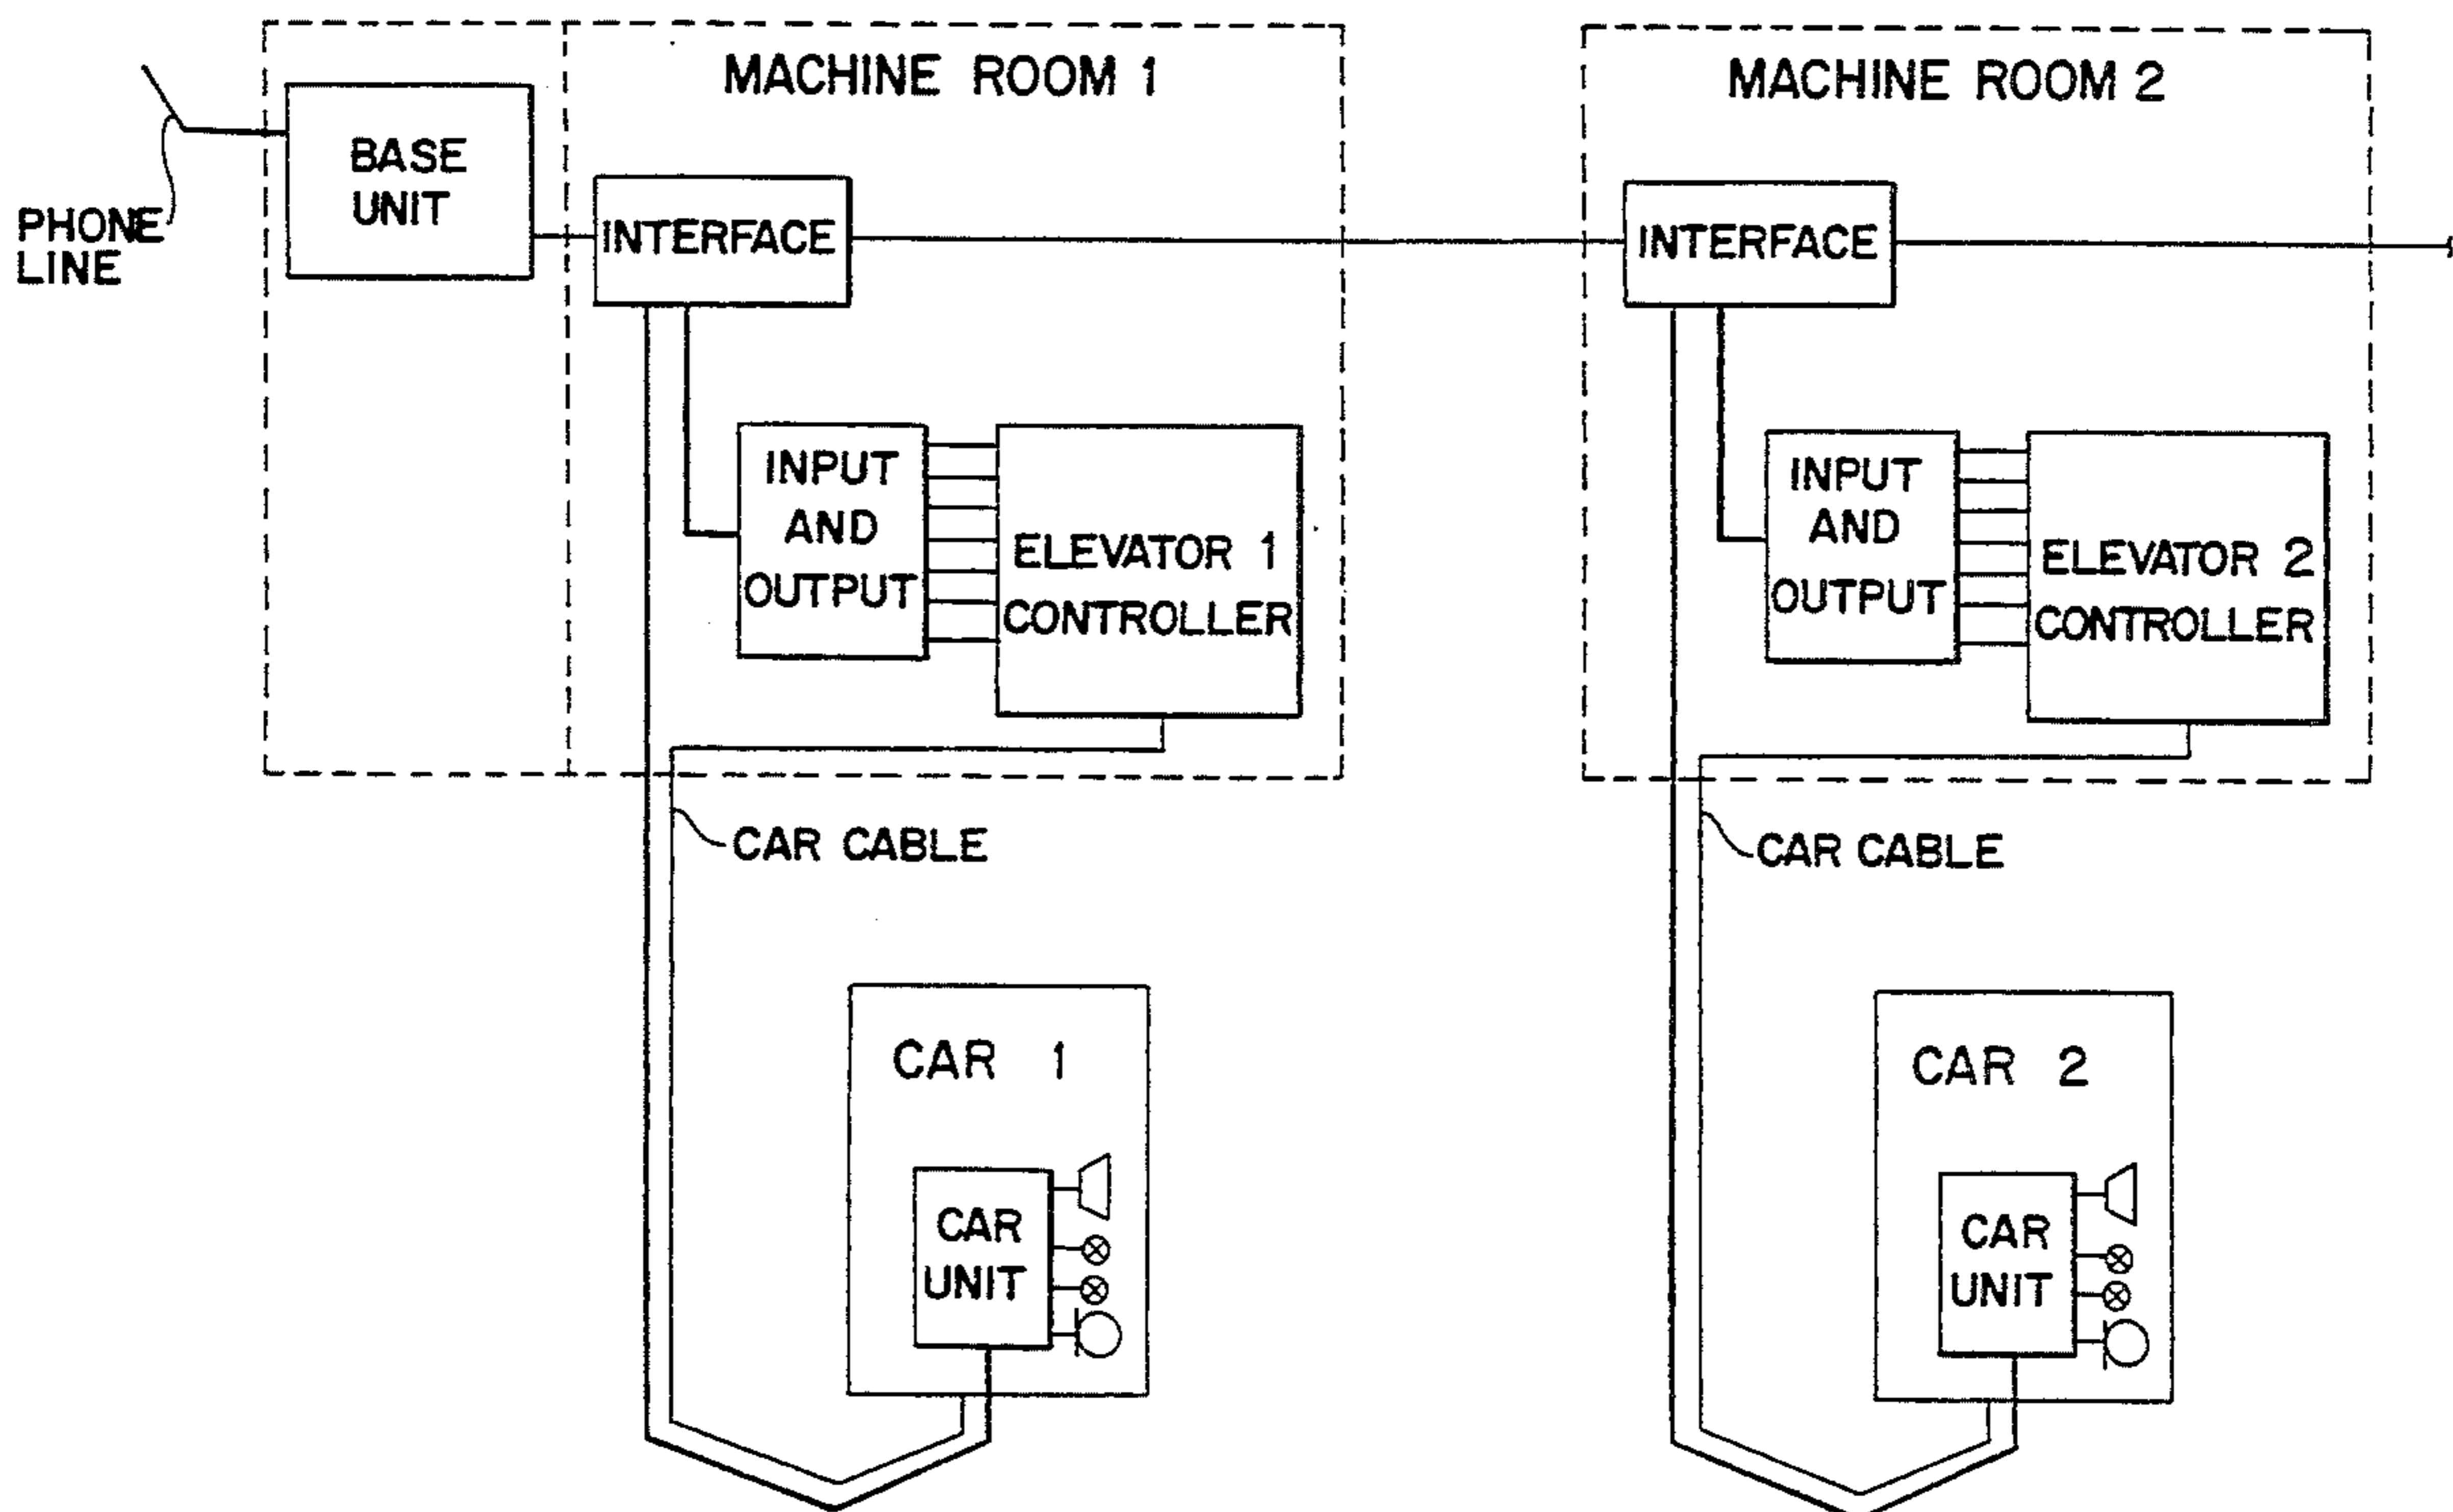 MACHINE ROOM 1
MACHINE ROOM 2
BASE
UNIT
PHONE
LINE
INTERFACE
INTERFACE
INPUT
AND
OUTPUT
ELEVATOR 1
CONTROLLER
INPUT
AND
OUTPUT
ELEVATOR 2
CONTROLLER
CAR CABLE
CAR CABLE
CAR 1
CAR
UNIT
CAR 2
CAR
UNIT